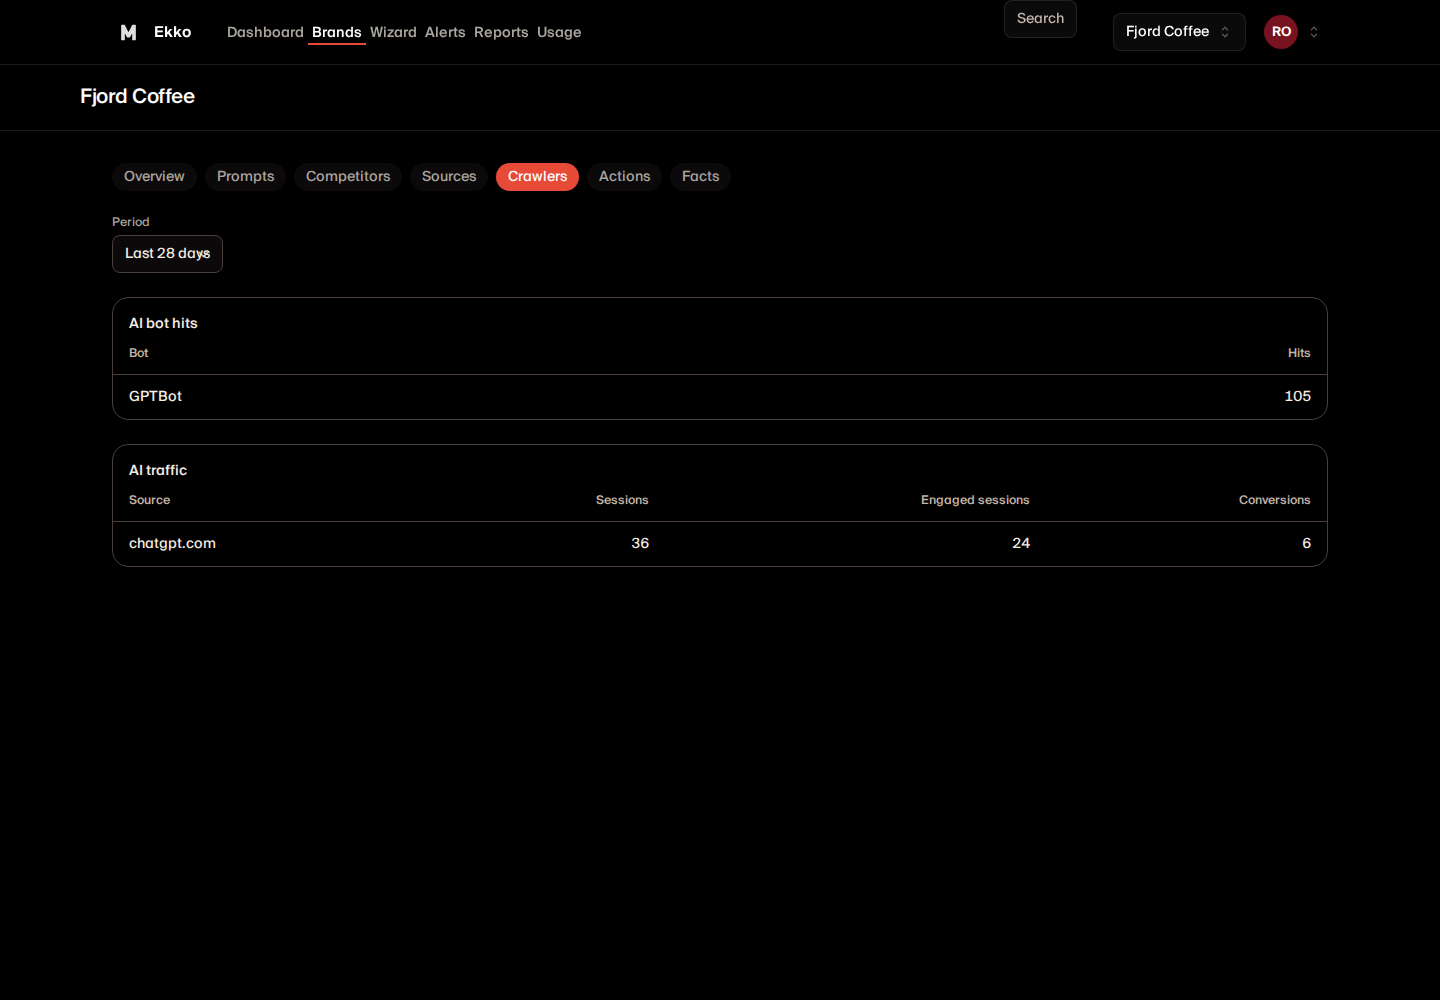 M Ekko Dashboard Brands Wizard Alerts Reports Usage Search Fjord Coffee RO
Fjord Coffee
Overview Prompts Competitors Sources Crawlers Actions Facts
Period
Last 28 days
AI bot hits
Bot Hits
GPTBot 105
AI traffic
Source Sessions Engaged sessions Conversions
chatgpt.com 36 24 6